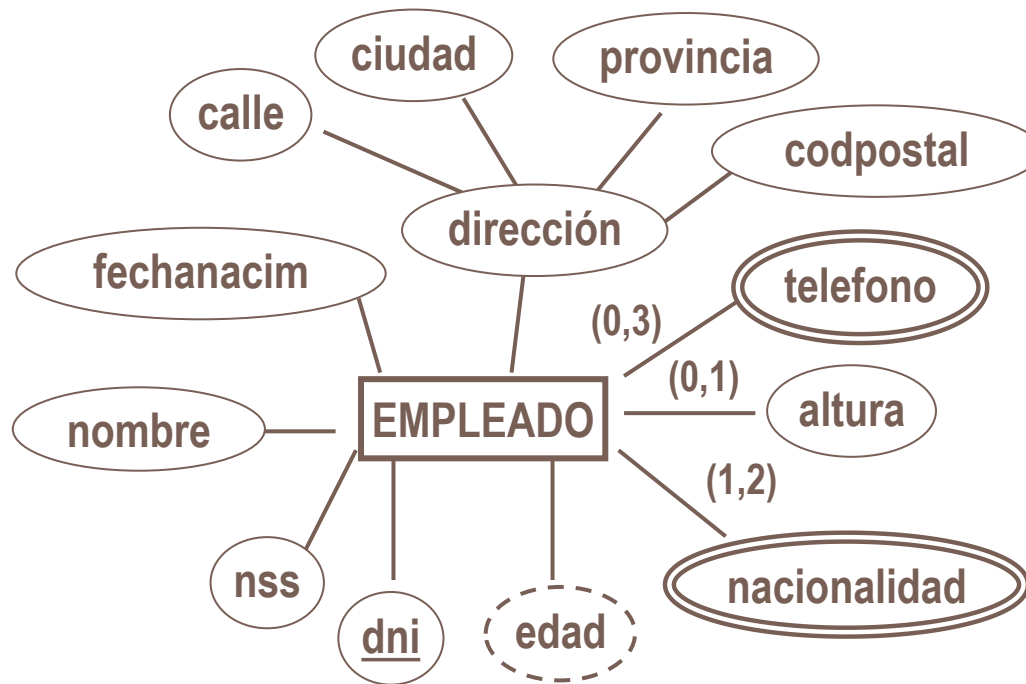 ciudad
provincia
calle
codpostal
dirección
fechanacim
telefono
(0,3)
(0,1)
EMPLEADO
altura
nombre
(1,2)
nss
nacionalidad
dni
edad